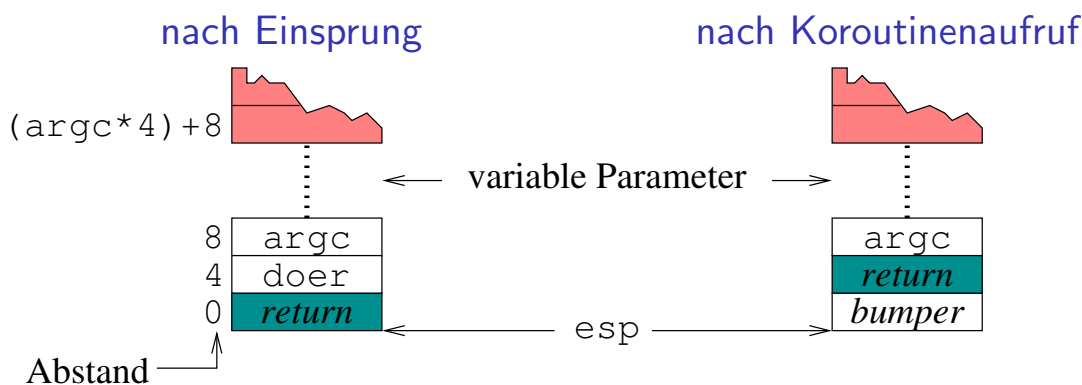 nach Einsprung
nach Koroutinenaufruf
(argc*4)+8
variable Parameter
8 argc
argc
4 doer
return
0 return
esp
bumper
Abstand